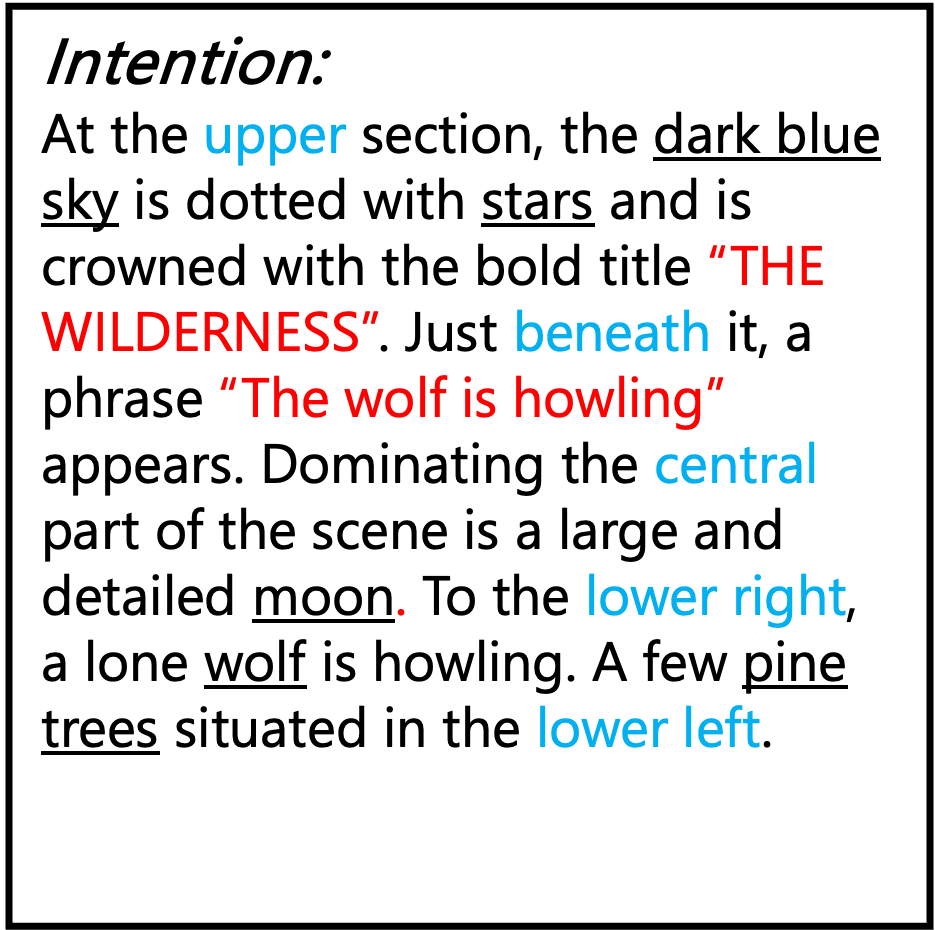 Intention:
At the upper section, the dark blue
sky is dotted with stars and is
crowned with the bold title “THE
WILDERNESS”. Just beneath it, a
phrase “The wolf is howling”
appears. Dominating the central
part of the scene is a large and
detailed moon. To the lower right,
a lone wolf is howling. A few pine
trees situated in the lower left.